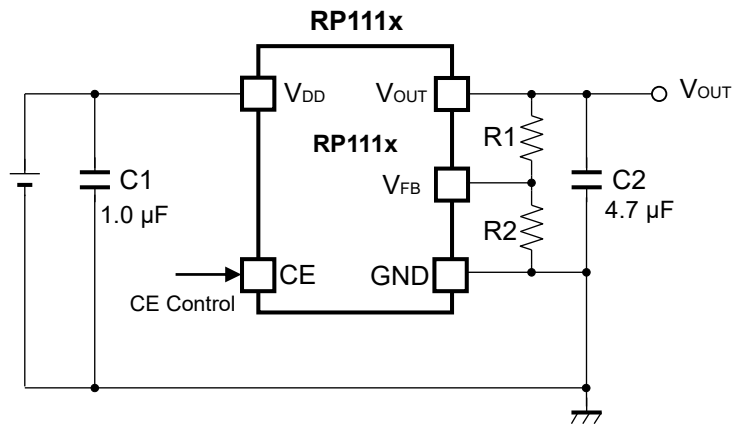 RP111x
VDD
VOUT
VOUT
R1
RP111x
VFB
C1
1.0 µF
C2
4.7 µF
R2
CE
GND
CE Control